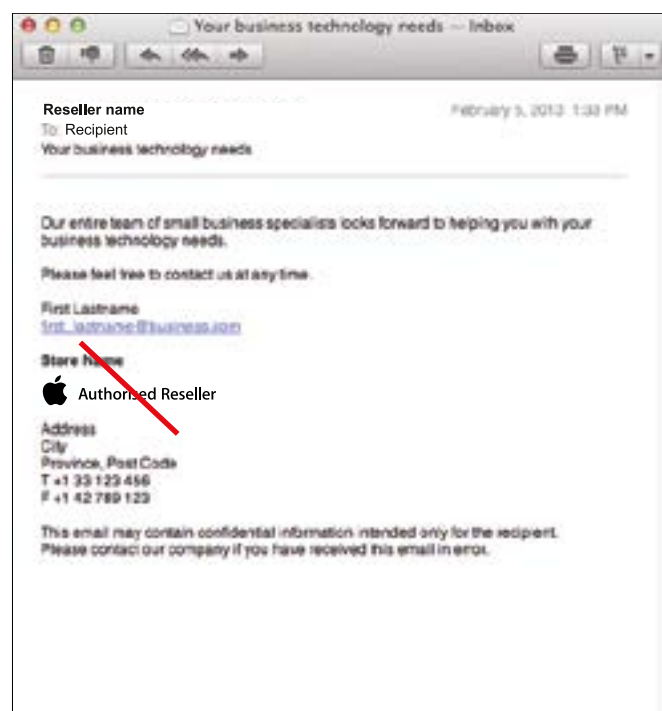 Your business technology needs — Inbox
Reseller name
February 5, 2013 1:33 PM
To: Recipient
Your business technology needs
Our entire team of small business specialists looks forward to helping you with your
business technology needs.
Please feel free to contact us at any time.
First Lastname
first_lastname@business.com
Store Name
Authorised Reseller
Address
City
Province, Post Code
T +1 33 123 456
F +1 42 789 123
This email may contain confidential information intended only for the recipient.
Please contact our company if you have received this email in error.